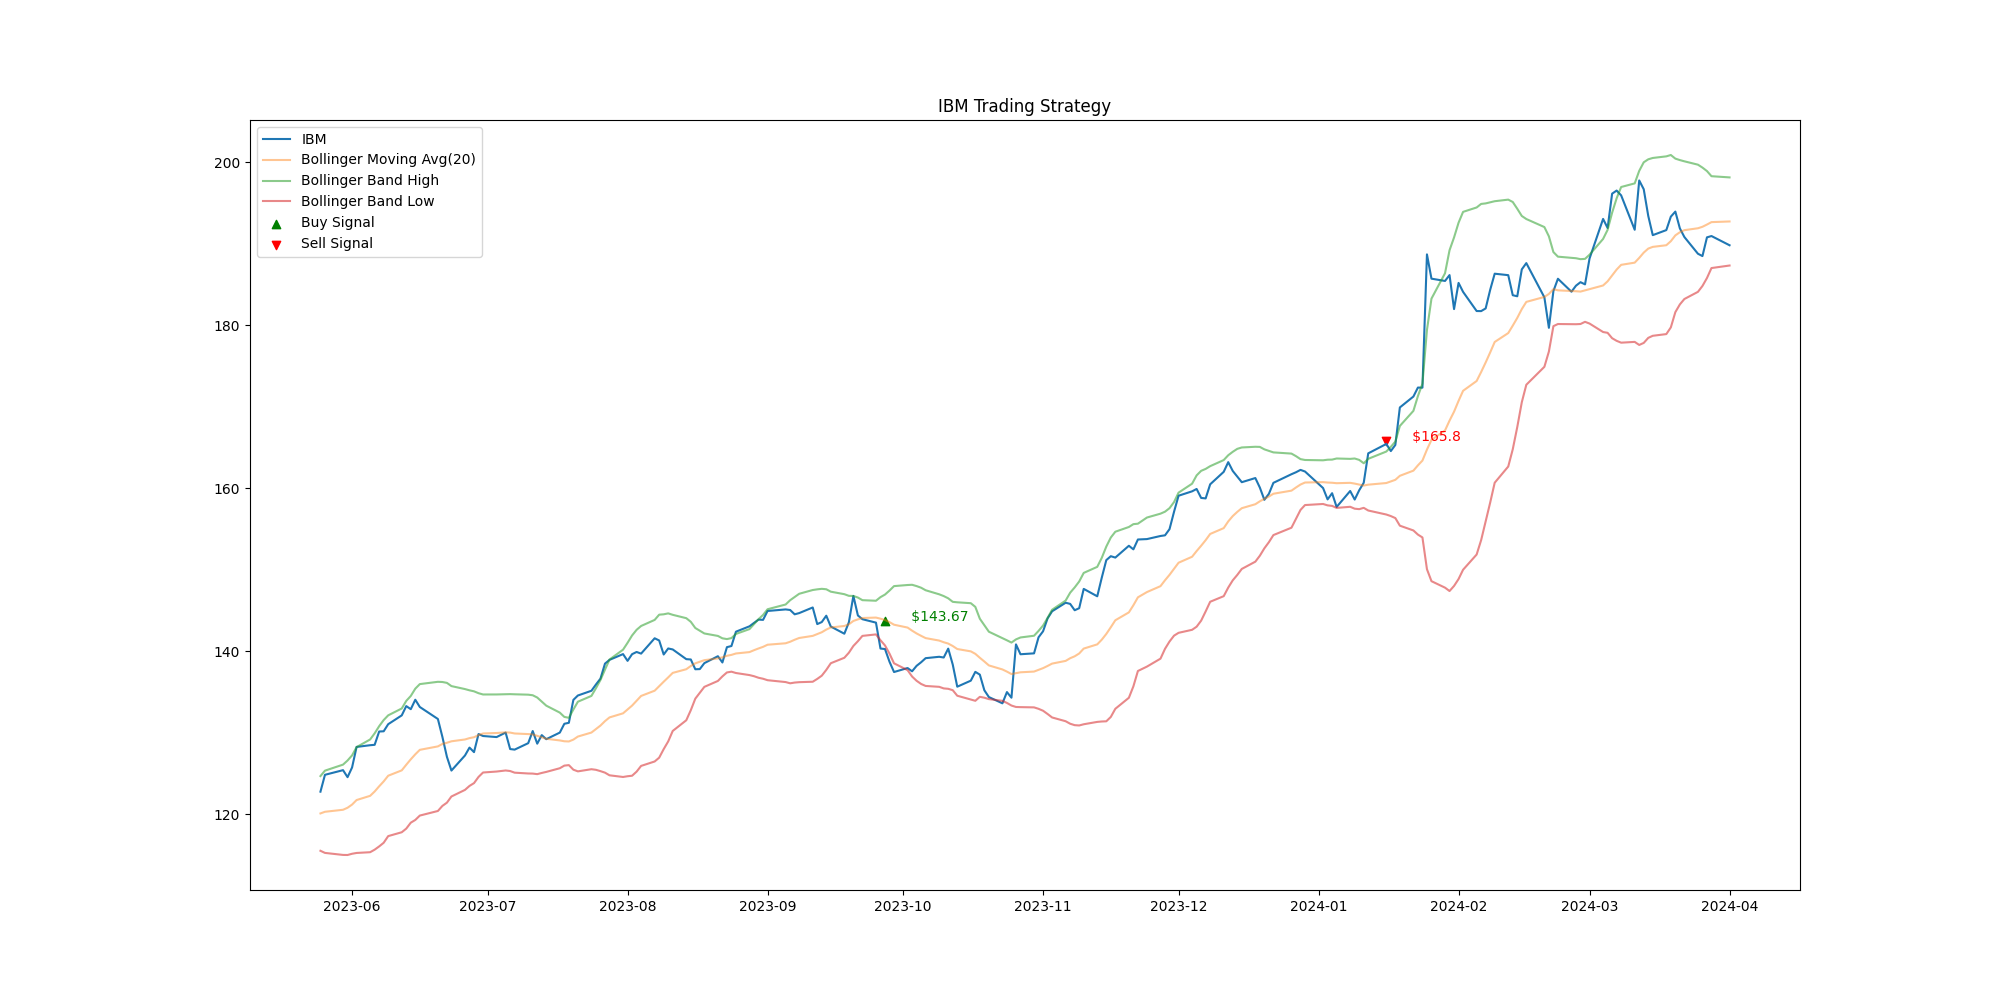 IBM Trading Strategy
IBM
Bollinger Moving Avg(20)
Bollinger Band High
Bollinger Band Low
Buy Signal
Sell Signal
200
180
160
140
120
$165.8
$143.67
2023-06 2023-07 2023-08 2023-09 2023-10 2023-11 2023-12 2024-01 2024-02 2024-03 2024-04